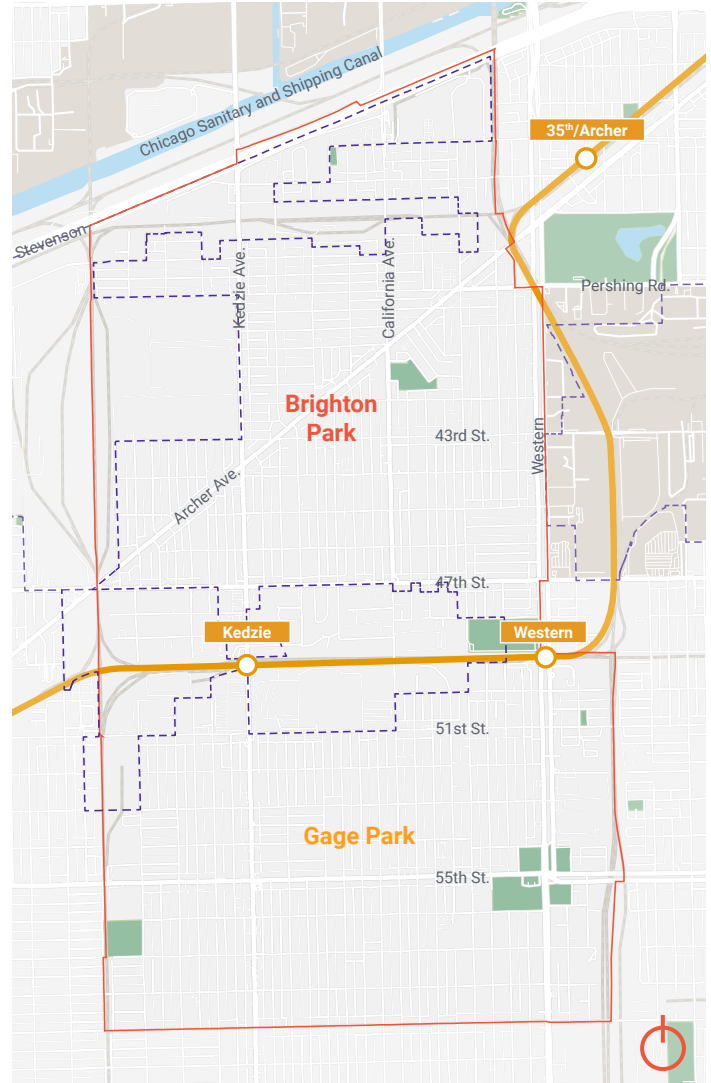 Chicago Sanitary and Shipping Canal
35th/Archer
Stevenson
Kedzie Ave.
California Ave.
Pershing Rd.
Brighton
Park
43rd St.
Western
Archer Ave.
47th St.
Kedzie
Western
51st St.
Gage Park
55th St.